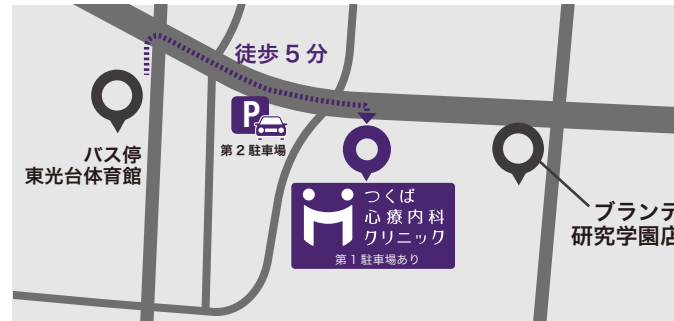 徒歩5分
P
第2駐車場
バス停
東光台体育館
つくば
心療内科
クリニック
第1駐車場あり
ブランデ
研究学園店